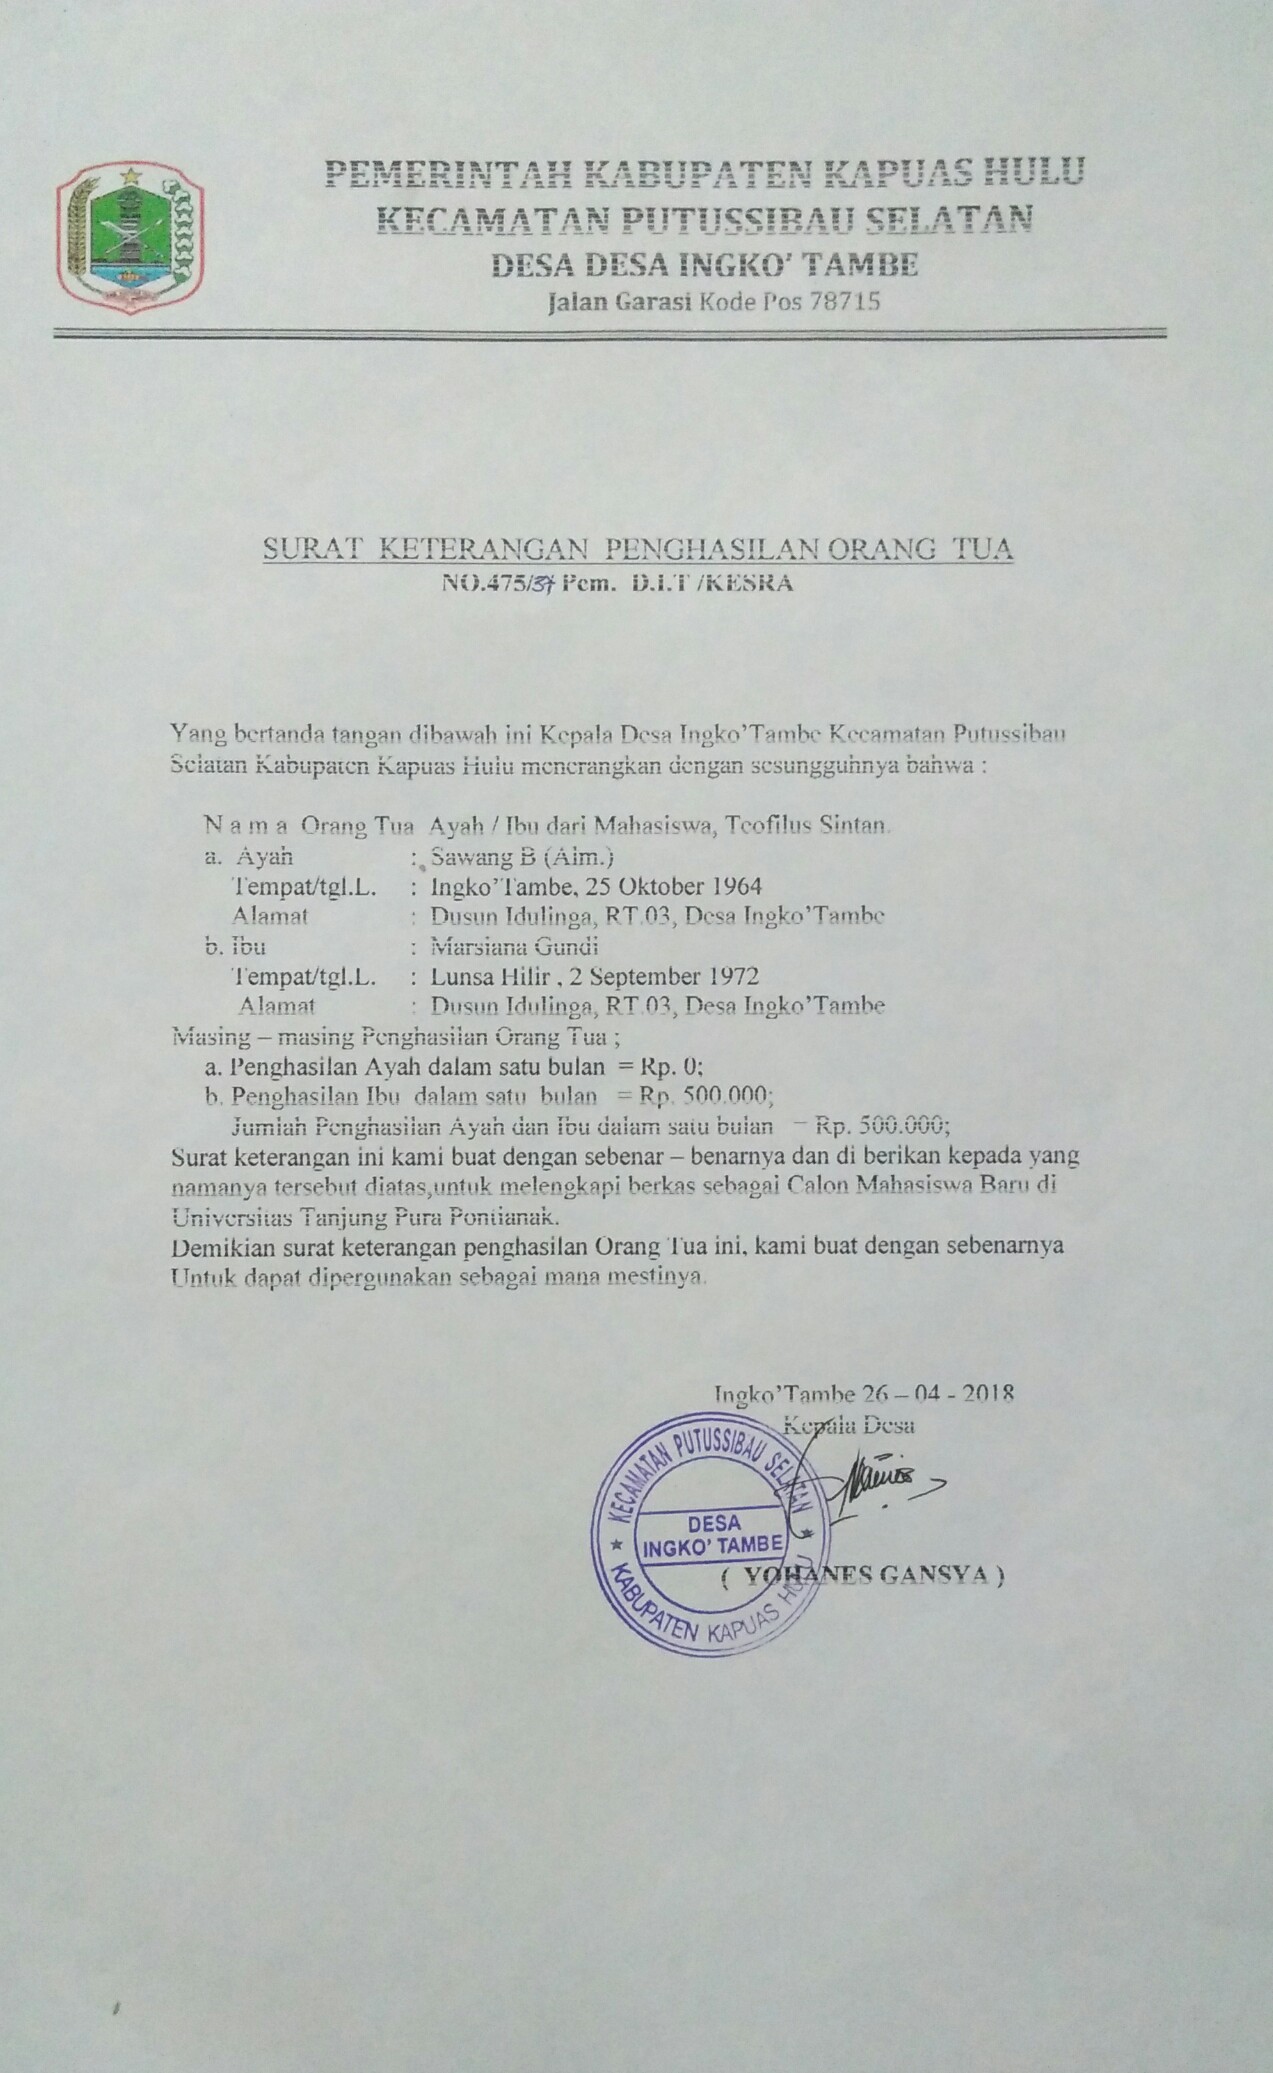 PEMERINTAH KABUPATEN KAPUAS HULU
KECAMATAN PUTUSSIBAU SELATAN
DESA DESA INGKO' TAMBE
Jalan Garasi Kode Pos 78715
SURAT KETERANGAN PENGHASILAN ORANG TUA
NO.475/37 Pem. D.I.T /KESRA
Yang bertanda tangan dibawah ini Kepala Desa Ingko'Tambe Kecamatan Putussibau
Selatan Kabupaten Kapuas Hulu menerangkan dengan sesungguhnya bahwa :
N a m a Orang Tua Ayah / Ibu dari Mahasiswa, Teofilus Sintan.
a. Ayah : Sawang B (Alm.)
Tempat/tgl.L. : Ingko'Tambe, 25 Oktober 1964
Alamat : Dusun Idulinga, RT.03, Desa Ingko'Tambe
b. Ibu : Marsiana Gundi
Tempat/tgl.L. : Lunsa Hilir , 2 September 1972
Alamat : Dusun Idulinga, RT.03, Desa Ingko'Tambe
Masing – masing Penghasilan Orang Tua ;
a. Penghasilan Ayah dalam satu bulan = Rp. 0;
b. Penghasilan Ibu dalam satu bulan = Rp. 500.000;
Jumlah Penghasilan Ayah dan Ibu dalam satu bulan = Rp. 500.000;
Surat keterangan ini kami buat dengan sebenar – benarnya dan di berikan kepada yang
namanya tersebut diatas,untuk melengkapi berkas sebagai Calon Mahasiswa Baru di
Universitas Tanjung Pura Pontianak.
Demikian surat keterangan penghasilan Orang Tua ini, kami buat dengan sebenarnya
Untuk dapat dipergunakan sebagai mana mestinya.
Ingko'Tambe 26 – 04 - 2018
Kepala Desa
KECAMATAN PUTUSSIBAU SELATAN
DESA
INGKO' TAMBE
KABUPATEN KAPUAS HULU
( YOHANES GANSYA )